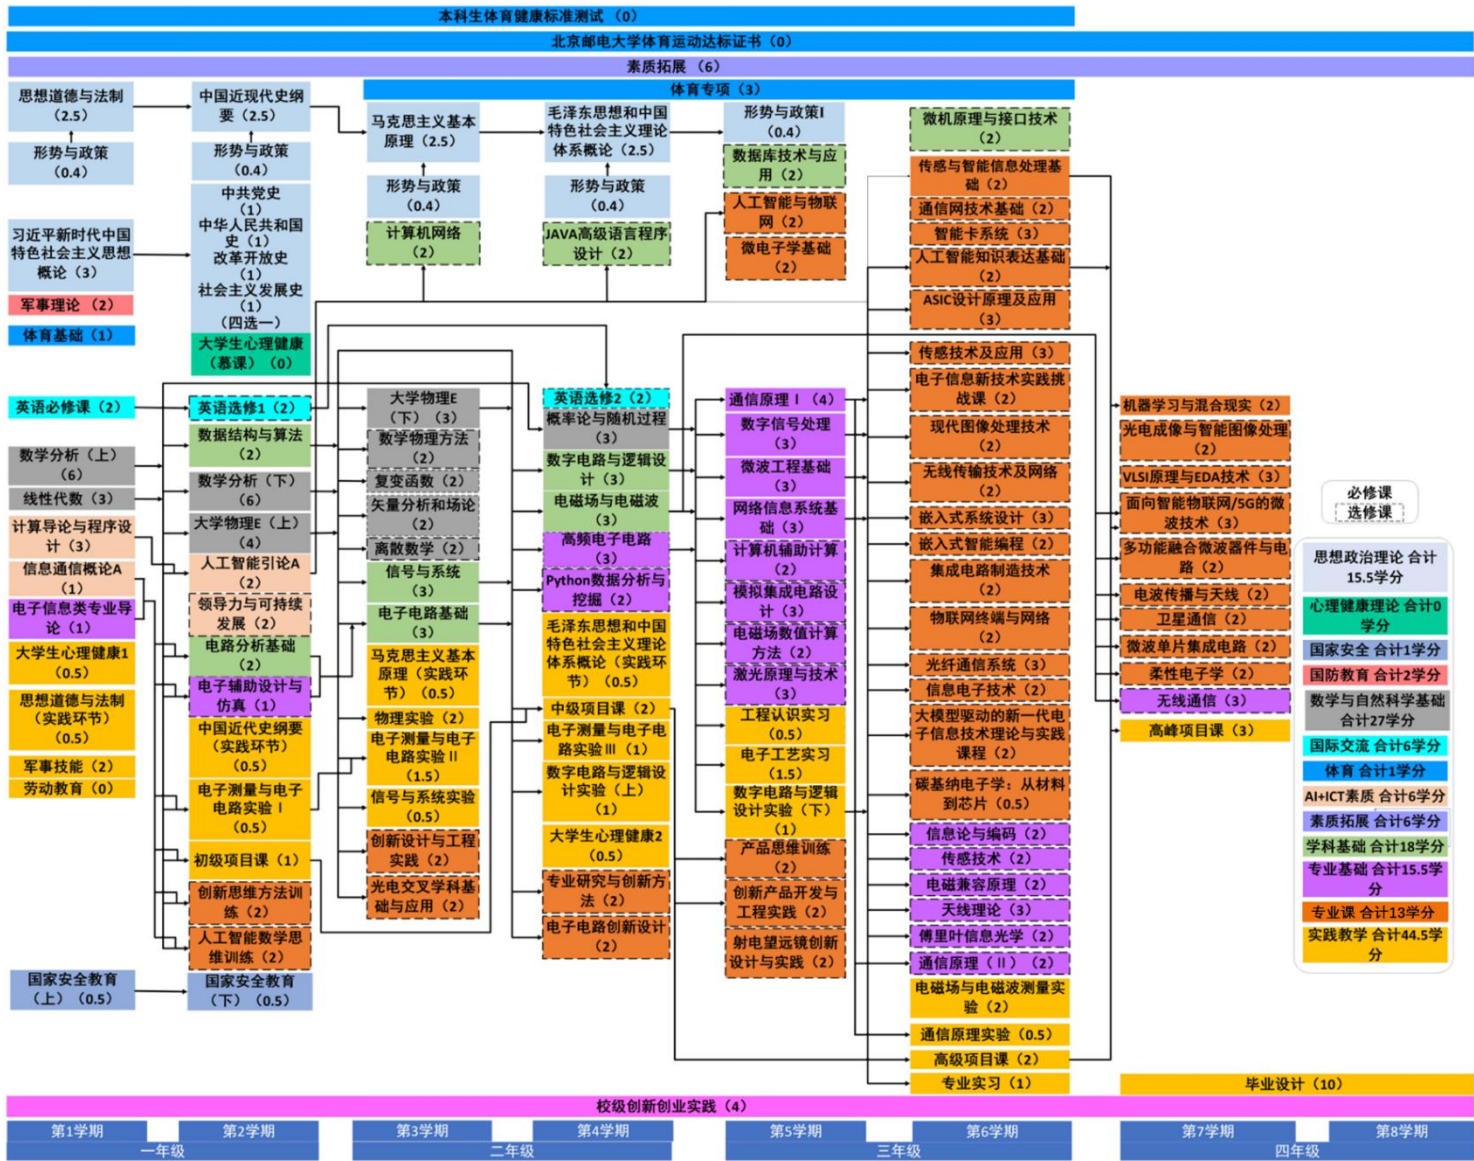 本科生体育健康标准测试（0）
北京邮电大学体育运动达标证书（0）
素质拓展（6）
体育专项（3）
思想道德与法制
（2.5）
形势与政策
（0.4）
习近平新时代中国
特色社会主义思想
概论（3）
军事理论（2）
体育基础（1）
英语必修课（2）
数学分析（上）
（6）
线性代数（3）
计算导论与程序设
计（3）
信息通信概论A
（1）
电子信息类专业导
论（1）
大学生心理健康1
（0.5）
思想道德与法制
（实践环节）
（0.5）
军事技能（2）
劳动教育（0）
国家安全教育
（上）（0.5）
中国近现代史纲
要（2.5）
形势与政策
（0.4）
中共党史
（1）
中华人民共和国
史（1）
改革开放史
（1）
社会主义发展史
（1）
（四选一）
大学生心理健康
（慕课）（0）
英语选修1（2）
数据结构与算法
（2）
数学分析（下）
（6）
大学物理E（上）
（4）
人工智能引论A
（2）
领导力与可持续
发展（2）
电路分析基础
（2）
电子辅助设计与
仿真（1）
中国近代史纲要
（实践环节）
（0.5）
电子测量与电子
电路实验Ⅰ
（0.5）
初级项目课（1）
创新思维方法训
练（2）
人工智能数学思
维训练（2）
国家安全教育
（下）（0.5）
马克思主义基本
原理（2.5）
形势与政策
（0.4）
计算机网络
（2）
大学物理E
（下）（3）
数学物理方法
（2）
复变函数（2）
矢量分析和场论
（2）
离散数学（2）
信号与系统
（3）
电子电路基础
（3）
马克思主义基本
原理（实践环
节）（0.5）
物理实验（2）
电子测量与电子
电路实验Ⅱ
（1.5）
信号与系统实验
（0.5）
创新设计与工程
实践（2）
光电交叉学科基
础与应用（2）
毛泽东思想和中国
特色社会主义理论
体系概论（2.5）
形势与政策
（0.4）
JAVA高级语言程序
设计（2）
英语选修2（2）
概率论与随机过程
（3）
数字电路与逻辑设
计（3）
电磁场与电磁波
（3）
高频电子电路
（3）
Python数据分析与
挖掘（2）
毛泽东思想和中国
特色社会主义理论
体系概论（实践环
节）（0.5）
中级项目课（2）
电子测量与电子电
路实验Ⅲ（1）
数字电路与逻辑设
计实验（上）
（1）
大学生心理健康2
（0.5）
专业研究与创新方
法（2）
电子电路创新设计
（2）
形势与政策Ⅰ
（0.4）
数据库技术与应
用（2）
人工智能与物联
网（2）
微电子学基础
（2）
通信原理Ⅰ（4）
数字信号处理
（3）
微波工程基础
（3）
网络信息系统基
础（3）
计算机辅助计算
（2）
模拟集成电路设
计（3）
电磁场数值计算
方法（2）
激光原理与技术
（3）
工程认识实习
（0.5）
电子工艺实习
（1.5）
数字电路与逻辑
设计实验（下）
（1）
产品思维训练
（2）
创新产品开发与
工程实践（2）
射电望远镜创新
设计与实践（2）
微机原理与接口技术
（2）
传感与智能信息处理基
础（2）
通信网技术基础（2）
智能卡系统（3）
人工智能知识表达基础
（2）
ASIC设计原理及应用
（3）
传感技术及应用（3）
电子信息新技术实践挑
战课（2）
现代图像处理技术
（2）
无线传输技术及网络
（2）
嵌入式系统设计（3）
嵌入式智能编程（2）
集成电路制造技术
（2）
物联网终端与网络
（2）
光纤通信系统（3）
信息电子技术（2）
大模型驱动的新一代电
子信息技术理论与实践
课程（2）
碳基纳电子学：从材料
到芯片（0.5）
信息论与编码（2）
传感技术（2）
电磁兼容原理（2）
天线理论（3）
傅里叶信息光学（2）
通信原理（Ⅱ）（2）
电磁场与电磁波测量实
验（2）
通信原理实验（0.5）
高级项目课（2）
专业实习（1）
机器学习与混合现实（2）
光电成像与智能图像处理
（2）
VLSI原理与EDA技术（3）
面向智能物联网/5G的微
波技术（3）
多功能融合微波器件与电
路（2）
电波传播与天线（2）
卫星通信（2）
微波单片集成电路（2）
柔性电子学（2）
无线通信（3）
高峰项目课（3）
毕业设计（10）
必修课
选修课
思想政治理论 合计
15.5学分
心理健康理论 合计0
学分
国家安全 合计1学分
国防教育 合计2学分
数学与自然科学基础
合计27学分
国际交流 合计6学分
体育 合计1学分
AI+ICT素质 合计6学分
素质拓展 合计6学分
学科基础 合计18学分
专业基础 合计15.5学
分
专业课 合计13学分
实践教学 合计44.5学
分
校级创新创业实践（4）
第1学期
第2学期
第3学期
第4学期
第5学期
第6学期
第7学期
第8学期
一年级
二年级
三年级
四年级